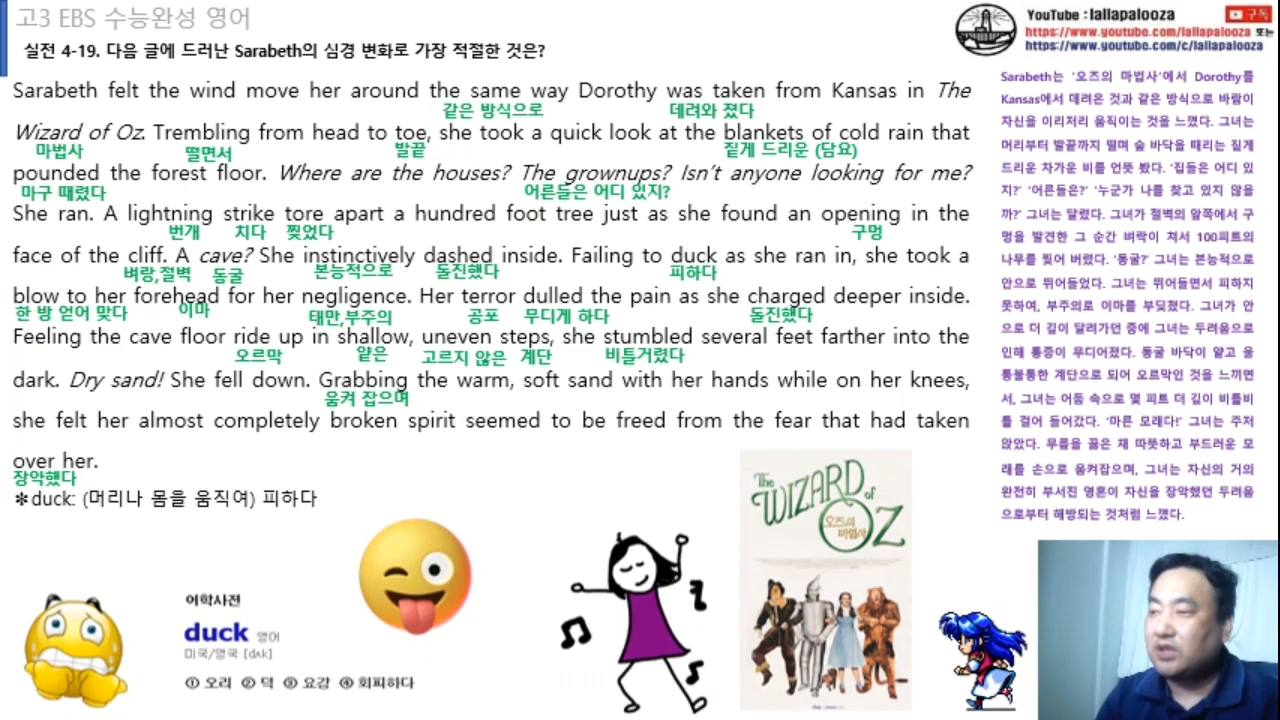 고3 EBS 수능완성 영어
실전 4-19. 다음 글에 드러난 Sarabeth의 심경 변화로 가장 적절한 것은?
YouTube : lallapalooza
구독
https://www.youtube.com/lallapalooza 또는
https://www.youtube.com/c/lallapalooza
Sarabeth felt the wind move her around the same way Dorothy was taken from Kansas in The
같은 방식으로 데려와 졌다
Wizard of Oz. Trembling from head to toe, she took a quick look at the blankets of cold rain that
마법사 떨면서 발끝 짙게 드리운 (담요)
pounded the forest floor. Where are the houses? The grownups? Isn't anyone looking for me?
마구 때렸다 어른들은 어디 있지?
She ran. A lightning strike tore apart a hundred foot tree just as she found an opening in the
번개 치다 찢었다 구멍
face of the cliff. A cave? She instinctively dashed inside. Failing to duck as she ran in, she took a
벼랑,절벽 동굴 본능적으로 돌진했다 피하다
blow to her forehead for her negligence. Her terror dulled the pain as she charged deeper inside.
한 방 얻어 맞다 이마 태만,부주의 공포 무디게 하다 돌진했다
Feeling the cave floor ride up in shallow, uneven steps, she stumbled several feet farther into the
오르막 얕은 고르지 않은 계단 비틀거렸다
dark. Dry sand! She fell down. Grabbing the warm, soft sand with her hands while on her knees,
움켜 잡으며
she felt her almost completely broken spirit seemed to be freed from the fear that had taken
over her.
장악했다
✻duck: (머리나 몸을 움직여) 피하다
Sarabeth는 '오즈의 마법사'에서 Dorothy를
Kansas에서 데려온 것과 같은 방식으로 바람이
자신을 이리저리 움직이는 것을 느꼈다. 그녀는
머리부터 발끝까지 떨며 숲 바닥을 때리는 짙게
드리운 차가운 비를 언뜻 봤다. '집들은 어디 있
지?' '어른들은?' '누군가 나를 찾고 있지 않을
까?' 그녀는 달렸다. 그녀가 절벽의 앞쪽에서 구
멍을 발견한 그 순간 벼락이 쳐서 100피트의
나무를 찢어 버렸다. '동굴?' 그녀는 본능적으로
안으로 뛰어들었다. 그녀는 뛰어들면서 피하지
못하여, 부주의로 이마를 부딪쳤다. 그녀가 안
으로 더 깊이 달려가던 중에 그녀는 두려움으로
인해 통증이 무디어졌다. 동굴 바닥이 얕고 울
퉁불퉁한 계단으로 되어 오르막인 것을 느끼면
서, 그녀는 어둠 속으로 몇 피트 더 깊이 비틀비
틀 걸어 들어갔다. '마른 모래다!' 그녀는 주저
앉았다. 무릎을 꿇은 채 따뜻하고 부드러운 모
래를 손으로 움켜잡으며, 그녀는 자신의 거의
완전히 부서진 영혼이 자신을 장악했던 두려움
으로부터 해방되는 것처럼 느꼈다.
The WIZARD of OZ
오즈의
마법사
어학사전
duck 영어
미국/영국 [dʌk]
① 오리 ② 덕 ③ 요강 ④ 회피하다